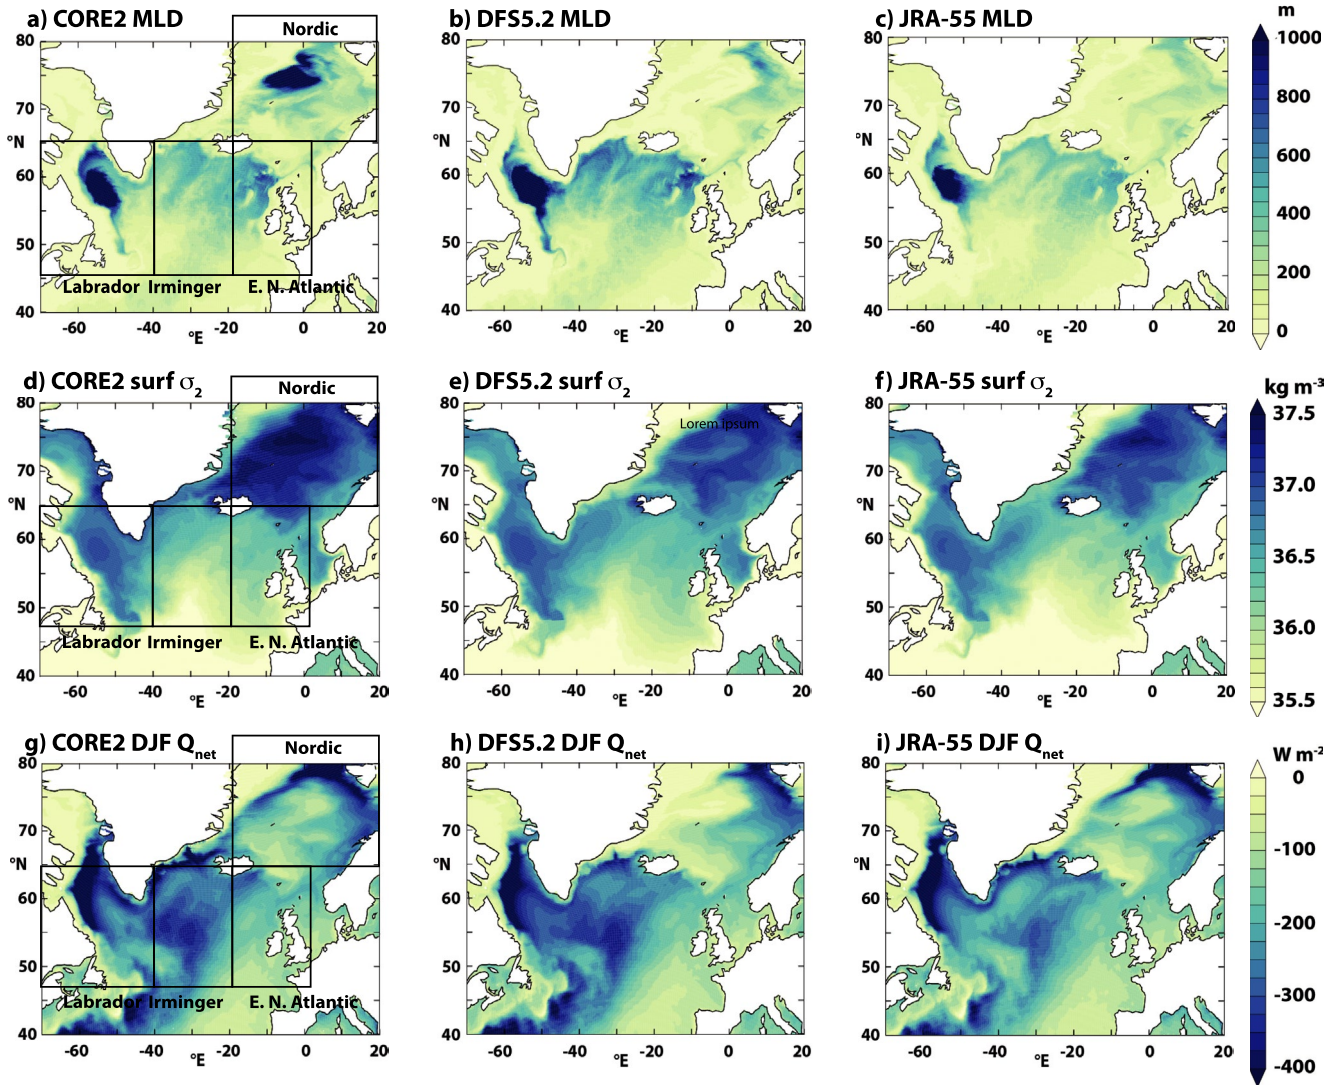 a) CORE2 MLD
b) DFS5.2 MLD
c) JRA-55 MLD
m
Nordic
80
70
°N
60
50
40
Labrador Irminger E. N. Atlantic
-60 -40 -20 0 20
°E
80
70
°N
60
50
40
-60 -40 -20 0 20
°E
80
70
°N
60
50
40
-60 -40 -20 0 20
°E
1000
800
600
400
200
0
d) CORE2 surf σ2
e) DFS5.2 surf σ2
f) JRA-55 surf σ2
kg m-3
Nordic
80
70
°N
60
50
40
Labrador Irminger E. N. Atlantic
-60 -40 -20 0 20
°E
Lorem ipsum
80
70
°N
60
50
40
-60 -40 -20 0 20
°E
80
70
°N
60
50
40
-60 -40 -20 0 20
°E
37.5
37.0
36.5
36.0
35.5
g) CORE2 DJF Qnet
h) DFS5.2 DJF Qnet
i) JRA-55 DJF Qnet
W m-2
Nordic
80
70
°N
60
50
40
Labrador Irminger E. N. Atlantic
-60 -40 -20 0 20
°E
80
70
°N
60
50
40
-60 -40 -20 0 20
°E
80
70
°N
60
50
40
-60 -40 -20 0 20
°E
0
-100
-200
-300
-400